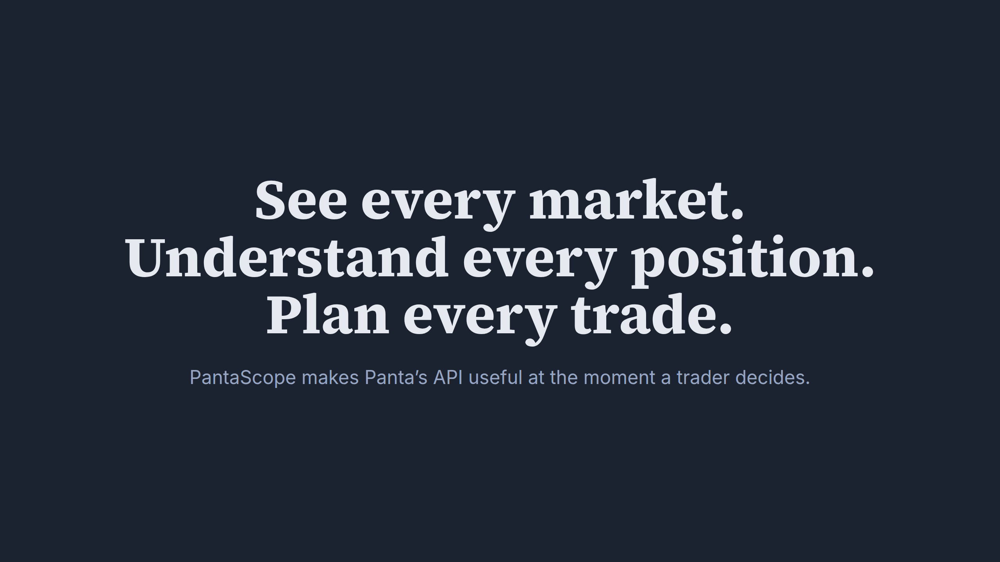 See every market.
Understand every position.
Plan every trade.
PantaScope makes Panta’s API useful at the moment a trader decides.